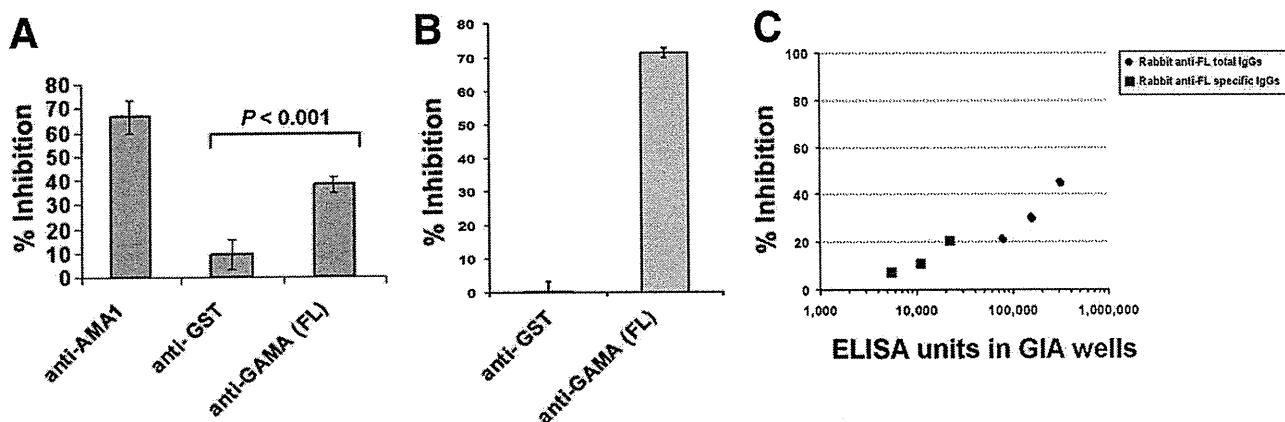 A
% Inhibition
80
70
60
50
40
30
20
10
0
P < 0.001
anti-AMA1
anti-GST
anti-GAMA (FL)
B
% Inhibition
80
70
60
50
40
30
20
10
0
anti-GST
anti-GAMA (FL)
C
% Inhibition
100
80
60
40
20
0
1,000
10,000
100,000
1,000,000
ELISA units in GIA wells
Rabbit anti-FL total IgGs
Rabbit anti-FL specific IgGs